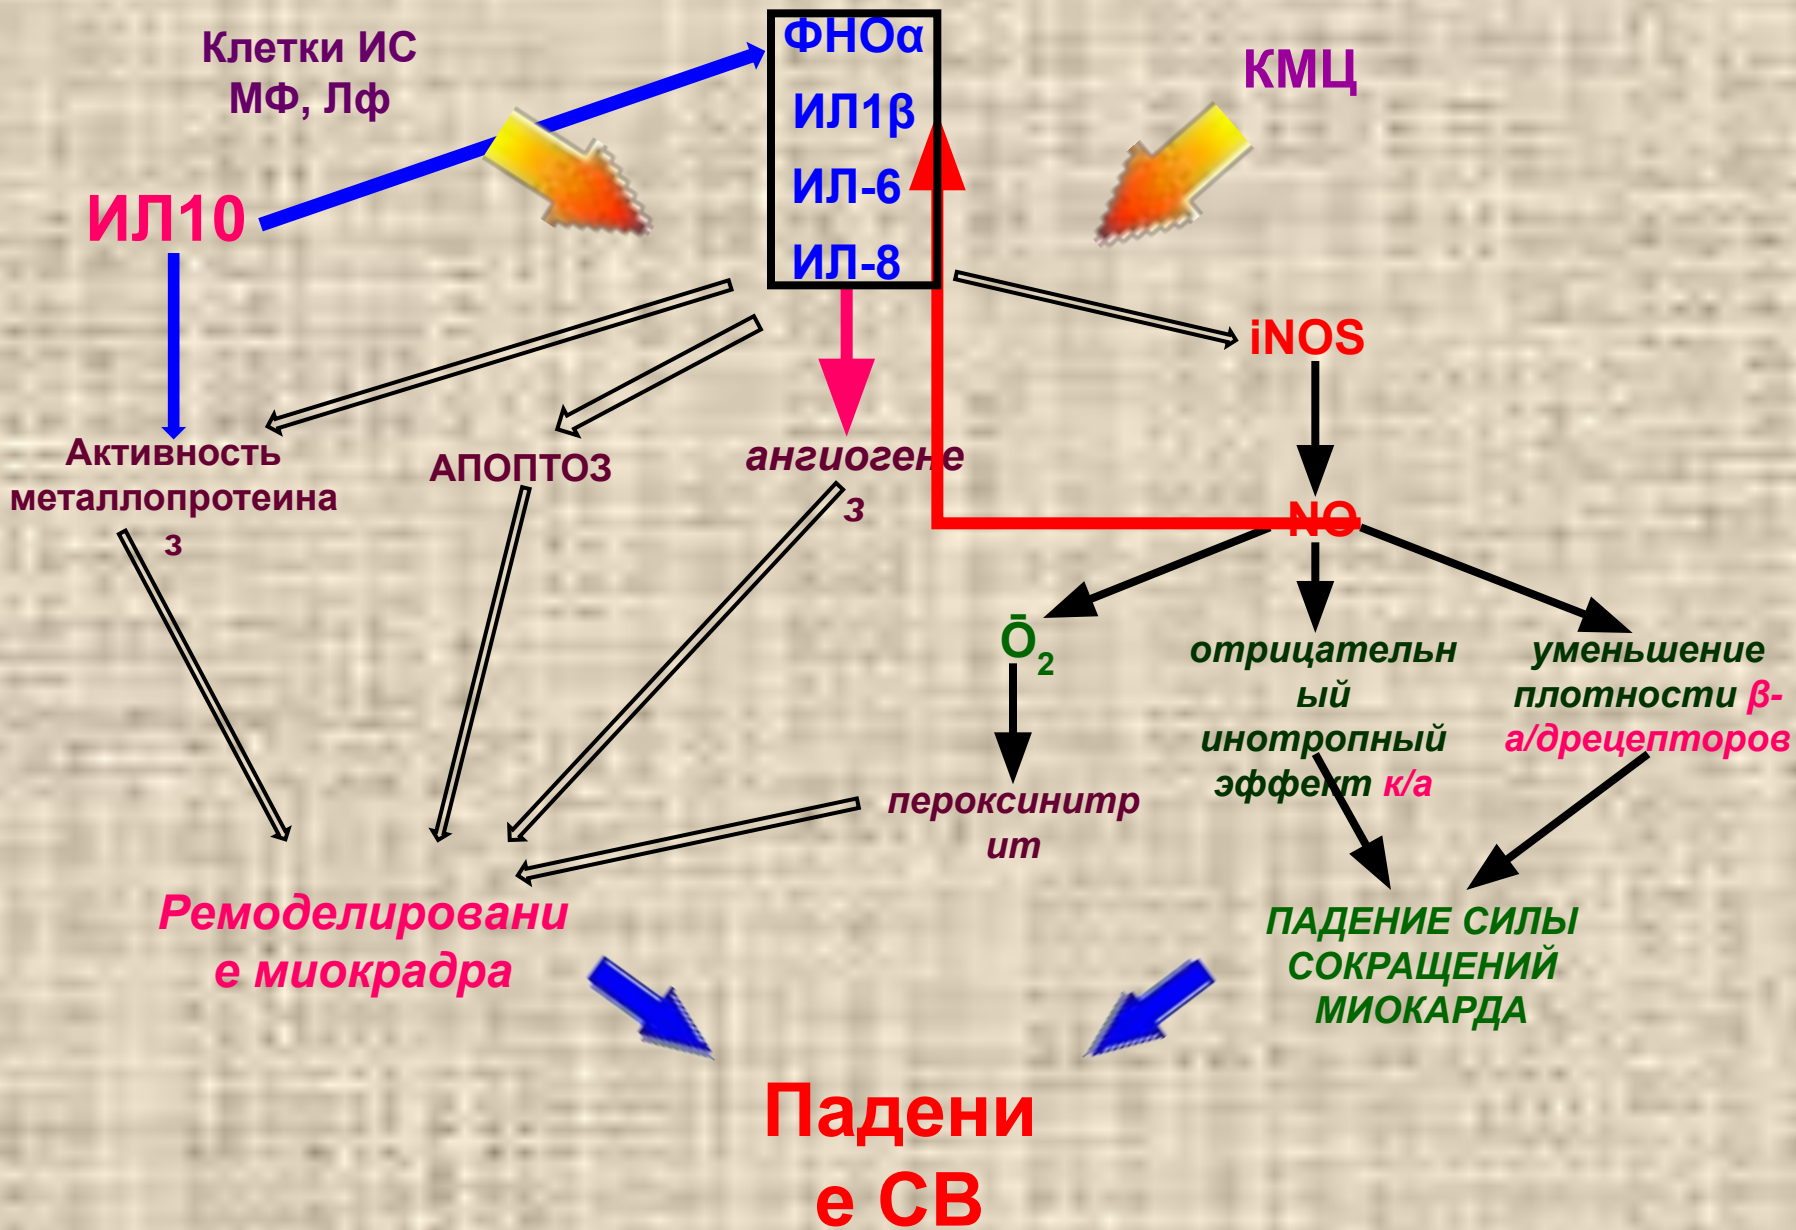 Клетки ИС
МФ, Лф
ФНОα
ИЛ1β
ИЛ-6
ИЛ-8
КМЦ
ИЛ10
iNOS
Активность
металлопротеина
з
АПОПТОЗ
ангиогене
з
NO
Ō2
отрицательн
ый
инотропный
эффект к/а
уменьшение
плотности β-
а/дрецепторов
пероксинитр
ит
Ремоделировани
е миокрадра
ПАДЕНИЕ СИЛЫ
СОКРАЩЕНИЙ
МИОКАРДА
Падени
е СВ